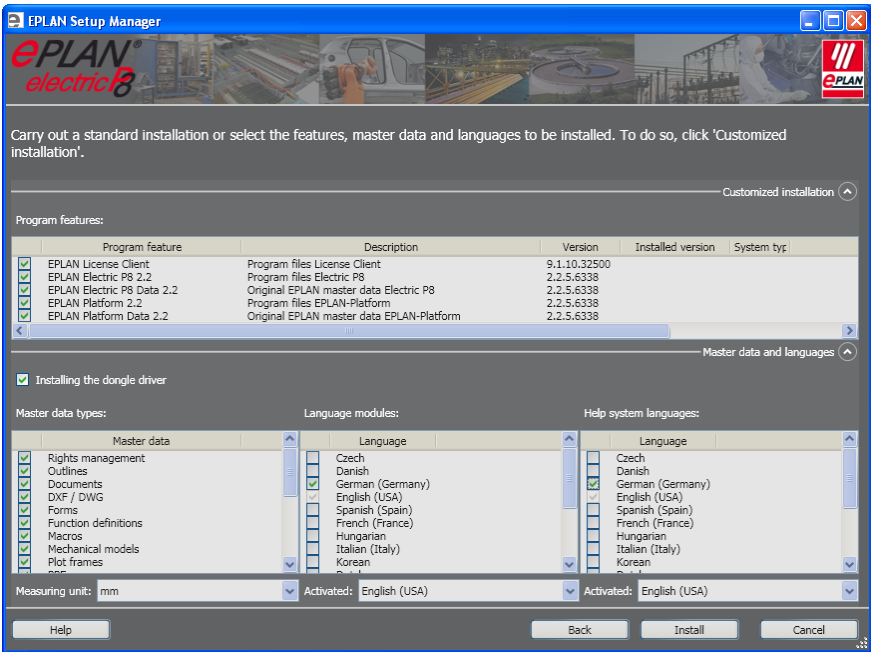 EPLAN Setup Manager
ePLAN®
electric P8
ePLAN
Carry out a standard installation or select the features, master data and languages to be installed. To do so, click 'Customized
installation'.
Customized installation
Program features:
Program feature Description Version Installed version System typ
EPLAN License Client Program files License Client 9.1.10.32500
EPLAN Electric P8 2.2 Program files Electric P8 2.2.5.6338
EPLAN Electric P8 Data 2.2 Original EPLAN master data Electric P8 2.2.5.6338
EPLAN Platform 2.2 Program files EPLAN-Platform 2.2.5.6338
EPLAN Platform Data 2.2 Original EPLAN master data EPLAN-Platform 2.2.5.6338
Master data and languages
Installing the dongle driver
Master data types: Language modules: Help system languages:
Master data Language Language
Rights management Czech Czech
Outlines Danish Danish
Documents German (Germany) German (Germany)
DXF / DWG English (USA) English (USA)
Forms Spanish (Spain) Spanish (Spain)
Function definitions French (France) French (France)
Macros Hungarian Hungarian
Mechanical models Italian (Italy) Italian (Italy)
Plot frames Korean Korean
Measuring unit: mm Activated: English (USA) Activated: English (USA)
Help Back Install Cancel